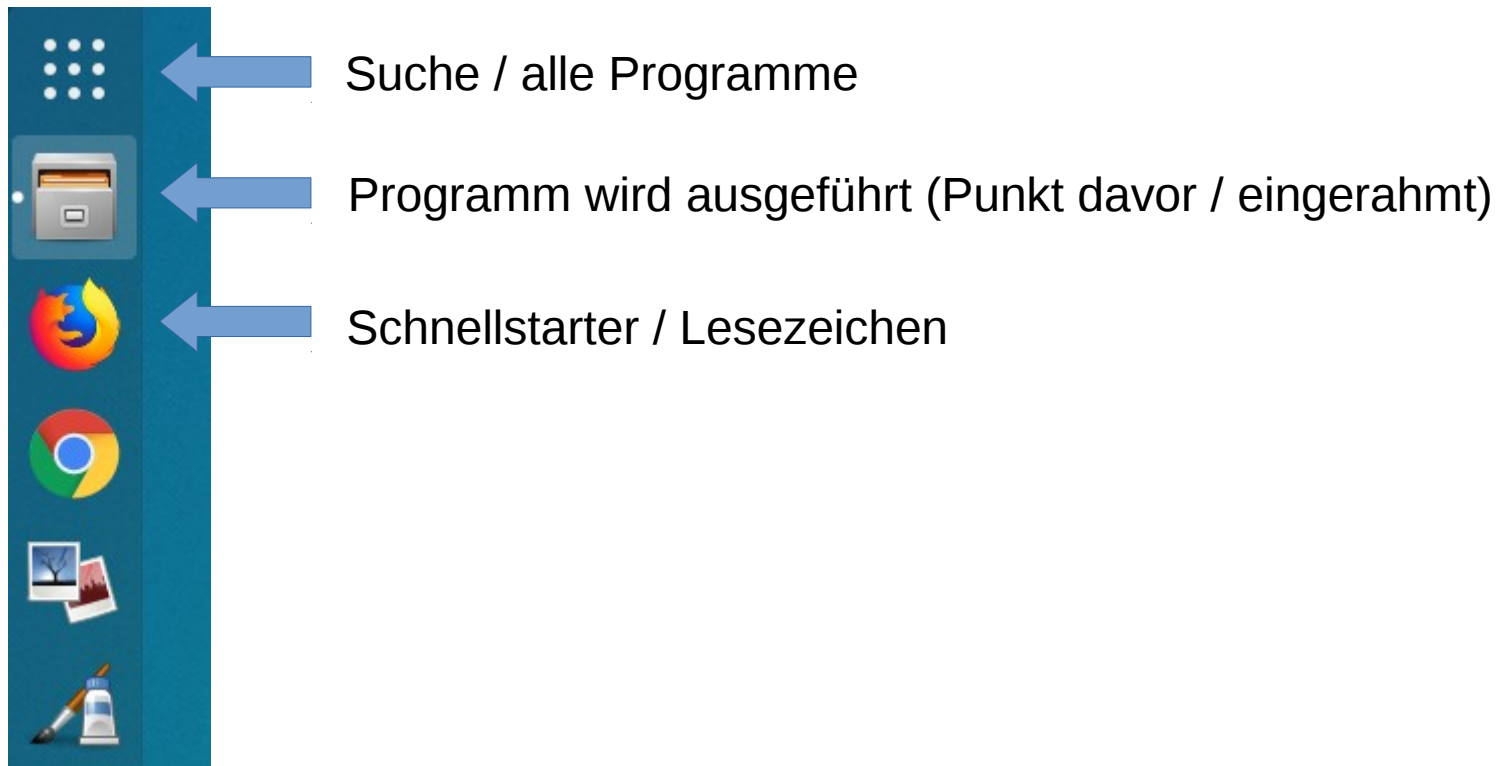 Suche / alle Programme
Programm wird ausgeführt (Punkt davor / eingerahmt)
Schnellstarter / Lesezeichen